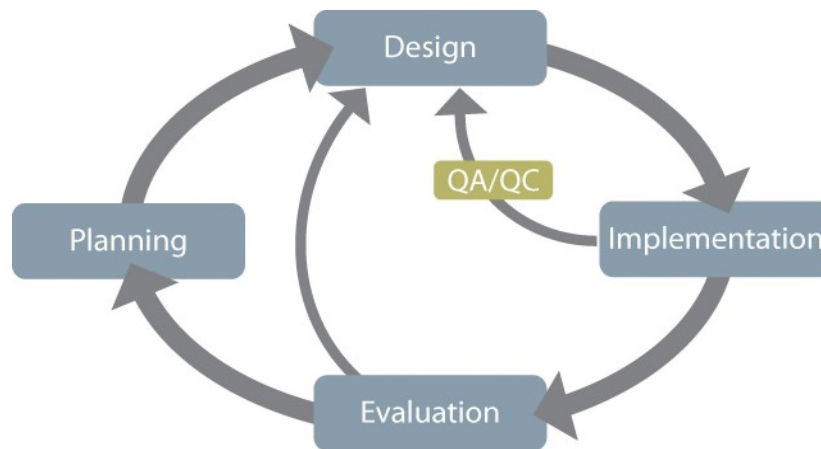 Design
QA/QC
Planning
Implementation
Evaluation